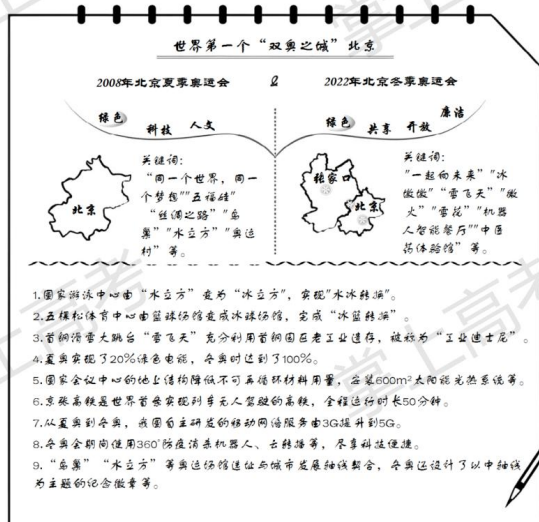 世界第一个“双奥之城”北京
2008年北京夏季奥运会 & 2022年北京冬季奥运会
绿色 科技 人文
绿色 共享 开放 廉洁
北京
关键词:
“同一个世界，同一
个梦想”“五福娃”
“丝绸之路”“鸟
巢”“水立方”“奥运
村”等。
张家口
北京
关键词:
“一起向未来”“冰
墩墩”“雪飞天”“微
火”“雪花”“机器
人智能餐厅”“中医
药体验馆”等。
1.国家游泳中心由“水立方”变为“冰立方”，实现“水冰转换”。
2.五棵松体育中心由篮球场馆变成冰球场馆，完成“冰篮转换”。
3.首钢滑雪大跳台“雪飞天”充分利用首钢园区老工业遗存，被称为“工业迪士尼”。
4.夏奥实现了20%绿色电能，冬奥时达到了100%。
5.国家会议中心的地上结构降低不可再循环材料用量，安装600m²太阳能光热系统等。
6.京张高铁是世界首条实现列车无人驾驶的高铁，全程运行时长50分钟。
7.从夏奥到冬奥，我国自主研发的移动网络服务由3G提升到5G。
8.冬奥会期间使用360°防疫消杀机器人、云转播等，尽享科技便捷。
9.“鸟巢”“水立方”等奥运场馆选址与城市发展轴线契合，冬奥还设计了以中轴线
为主题的纪念徽章等。
掌上高考
掌上高考